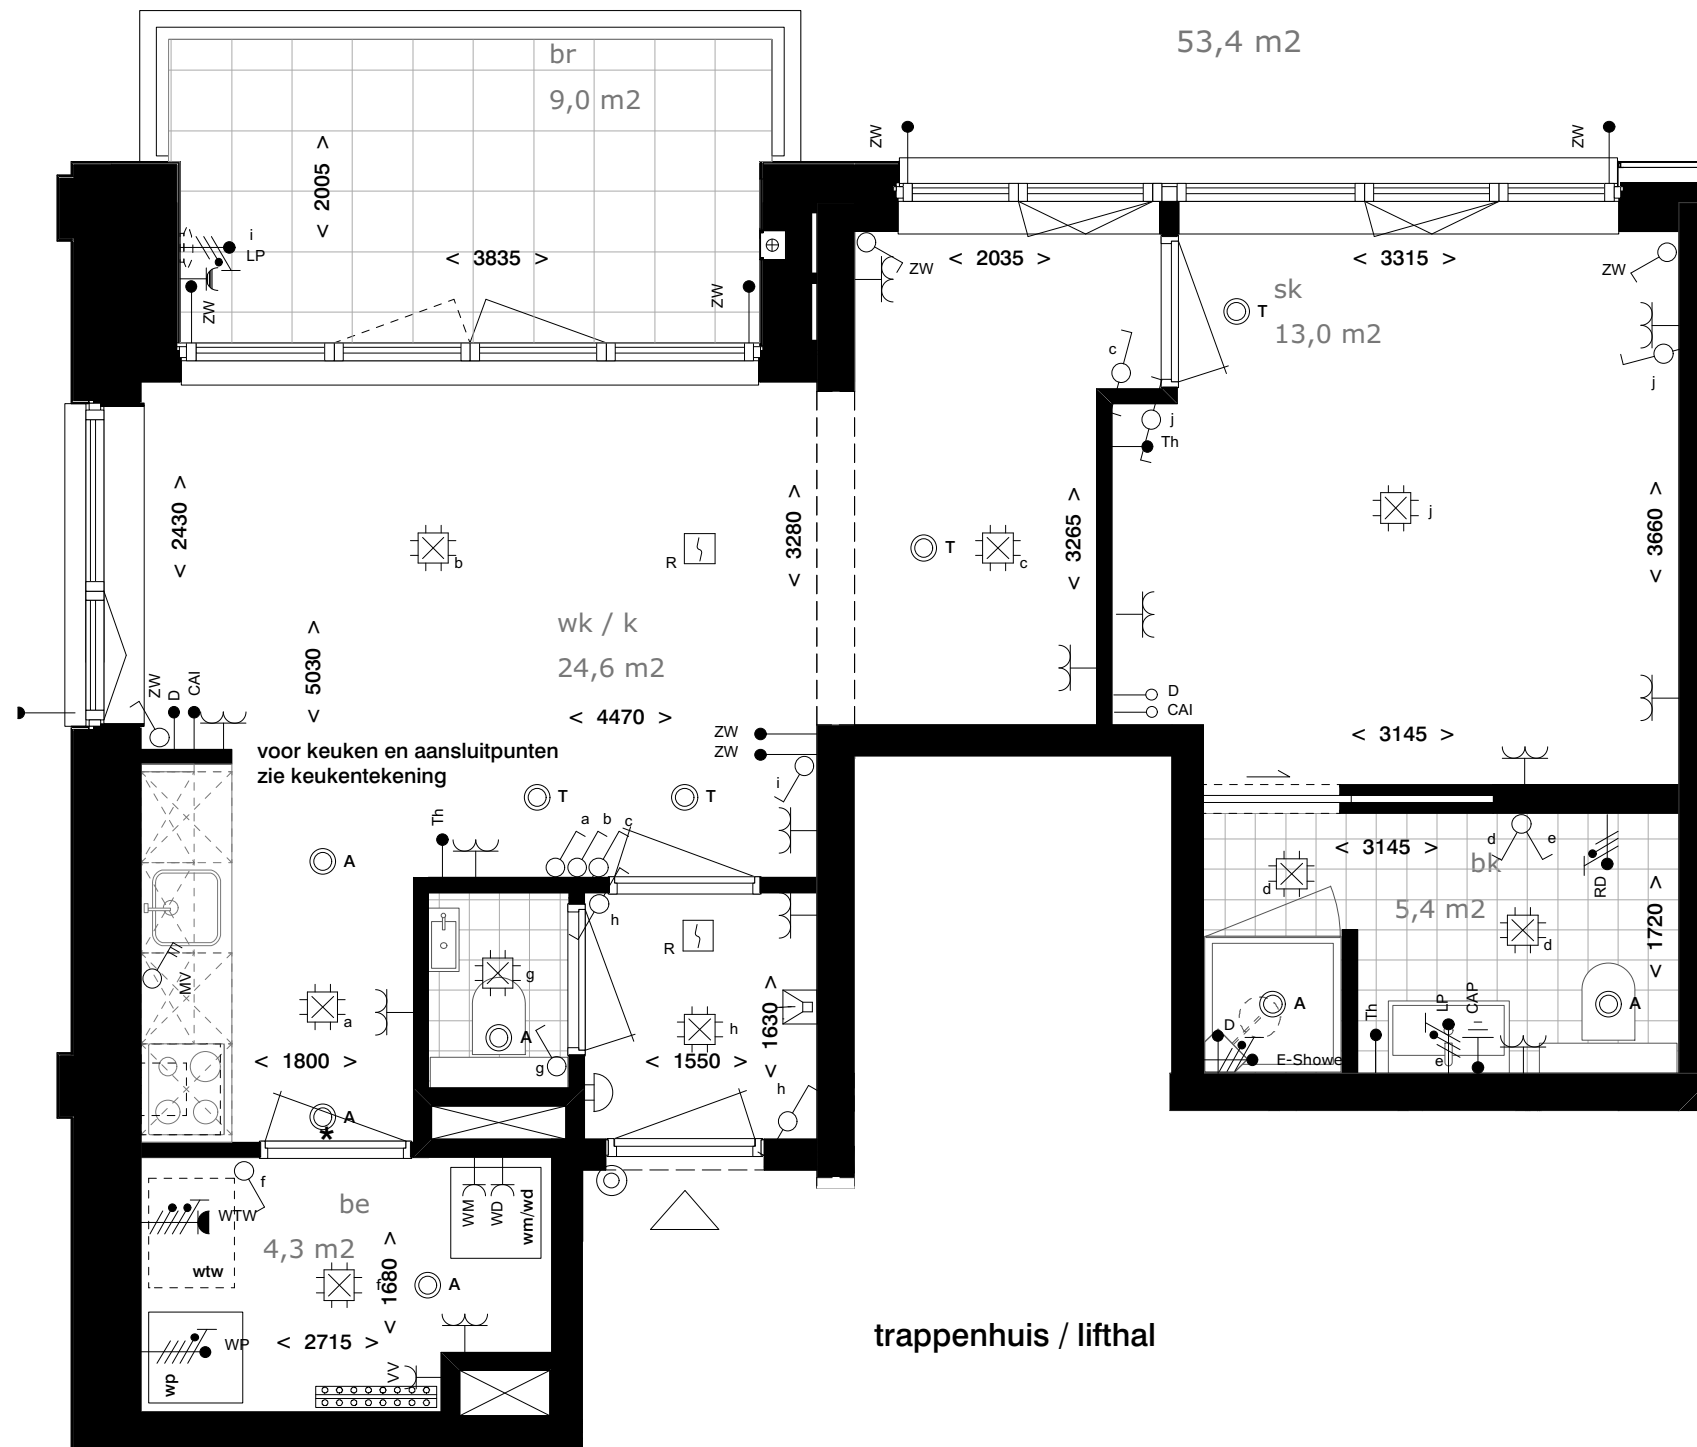 53,4 m2
br
9,0 m2
< 2005 >
i
LP
ZW
< 3835 >
ZW
ZW
ZW
ZW
< 2035 >
sk
13,0 m2
T
< 3315 >
ZW
c
j
Th
j
< 2430 >
b
R
< 3280 >
T
c
< 3265 >
j
< 3660 >
wk / k
24,6 m2
< 5030 >
< 4470 >
ZW
D
CAI
D
CAI
ZW
ZW
< 3145 >
voor keuken en aansluitpunten
zie keukentekening
i
T
T
Th
a
b
c
A
d
e
< 3145 >
bk
5,4 m2
RD
d
d
< 1720 >
h
R
g
MV
a
A
h
< 1630 >
< 1800 >
< 1550 >
g
h
A
*
A
D
E-Showe
Th
LP
CAP
e
A
f
WTW
wtw
be
4,3 m2
WM
WD
wm/wd
< 1680 >
f
A
WP
wp
< 2715 >
VV
trappenhuis / lifthal